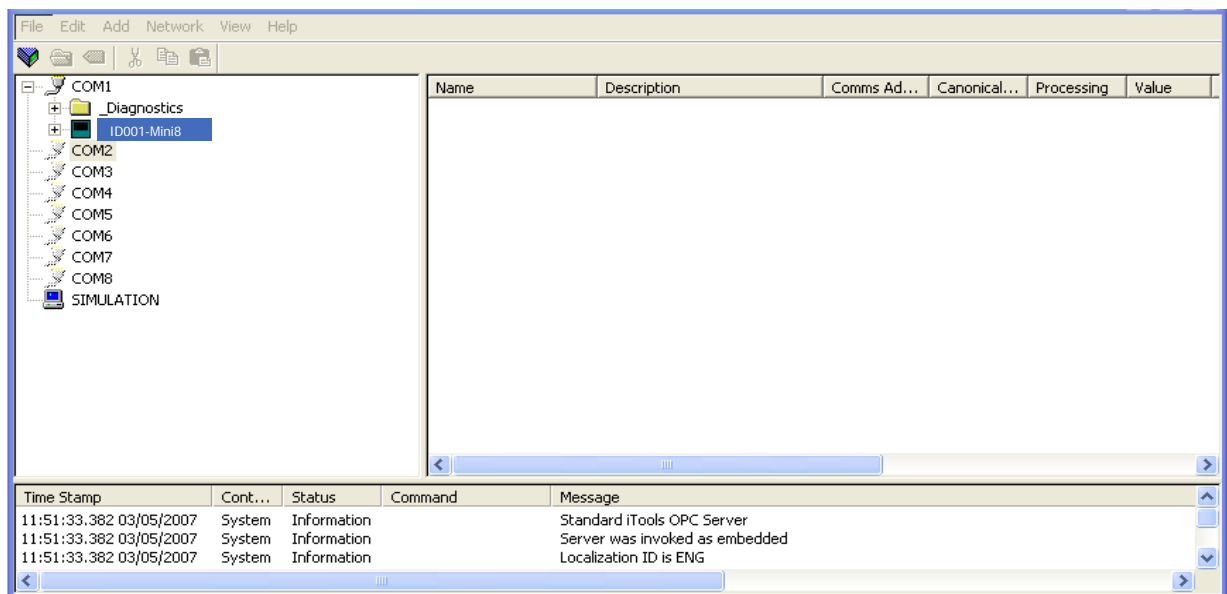 File Edit Add Network View Help
COM1
_Diagnostics
ID001-Mini8
COM2
COM3
COM4
COM5
COM6
COM7
COM8
SIMULATION
Name Description Comms Ad... Canonical... Processing Value
Time Stamp Cont... Status Command Message
11:51:33.382 03/05/2007 System Information Standard iTools OPC Server
11:51:33.382 03/05/2007 System Information Server was invoked as embedded
11:51:33.382 03/05/2007 System Information Localization ID is ENG